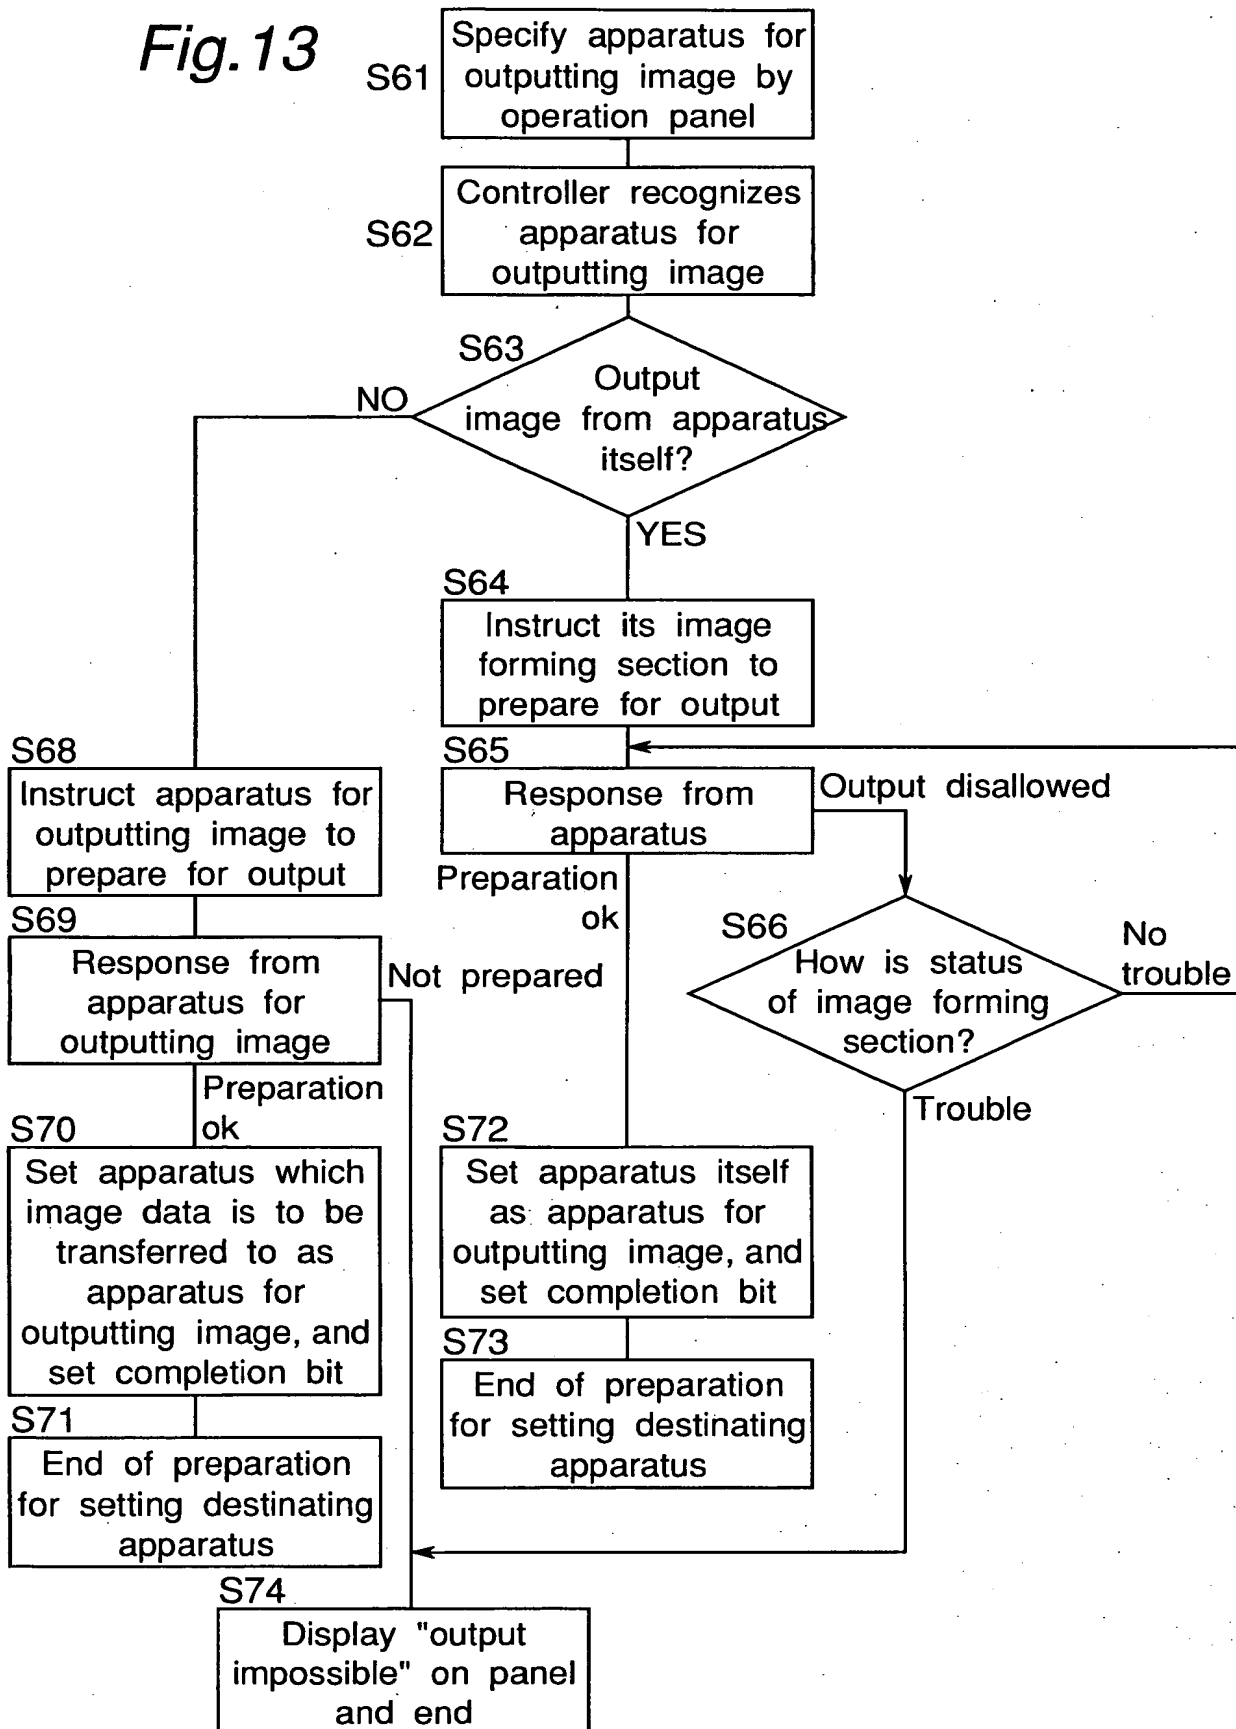 Fig.13
S61
Specify apparatus for
outputting image by
operation panel
S62
Controller recognizes
apparatus for
outputting image
S63
Output
image from apparatus
itself?
NO
YES
S64
Instruct its image
forming section to
prepare for output
S68
Instruct apparatus for
outputting image to
prepare for output
S65
Response from
apparatus
Output disallowed
Preparation
ok
S66
How is status
of image forming
section?
No
trouble
Trouble
S69
Response from
apparatus for
outputting image
Not prepared
Preparation
ok
S70
Set apparatus which
image data is to be
transferred to as
apparatus for
outputting image, and
set completion bit
S72
Set apparatus itself
as apparatus for
outputting image, and
set completion bit
S73
End of preparation
for setting destinating
apparatus
S71
End of preparation
for setting destinating
apparatus
S74
Display "output
impossible" on panel
and end